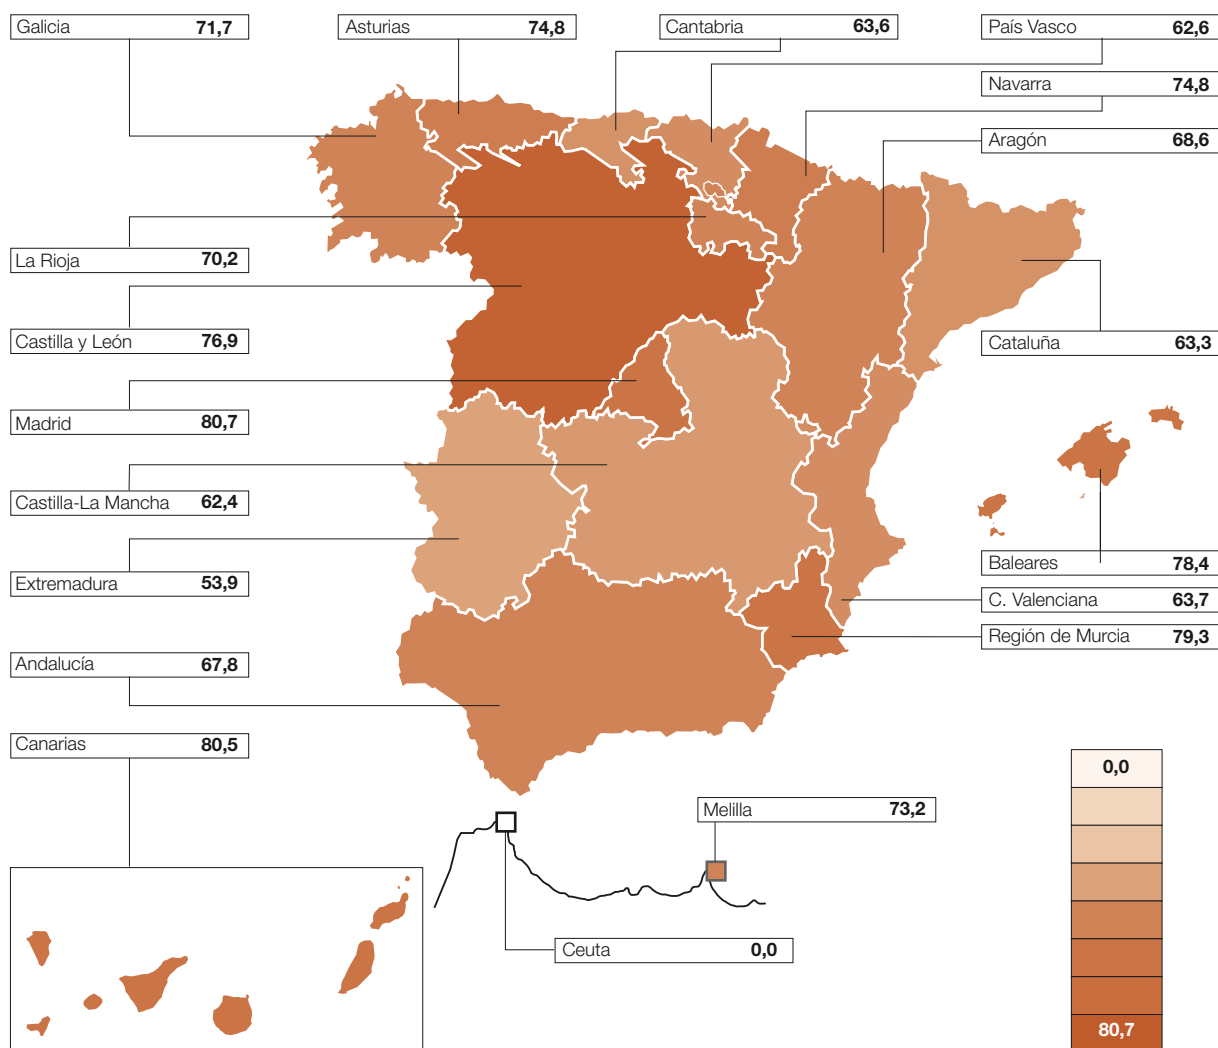 Galicia 71,7
Asturias 74,8
Cantabria 63,6
País Vasco 62,6
Navarra 74,8
Aragón 68,6
La Rioja 70,2
Castilla y León 76,9
Cataluña 63,3
Madrid 80,7
Castilla-La Mancha 62,4
Extremadura 53,9
Baleares 78,4
C. Valenciana 63,7
Región de Murcia 79,3
Andalucía 67,8
Canarias 80,5
Melilla 73,2
Ceuta 0,0
0,0
80,7